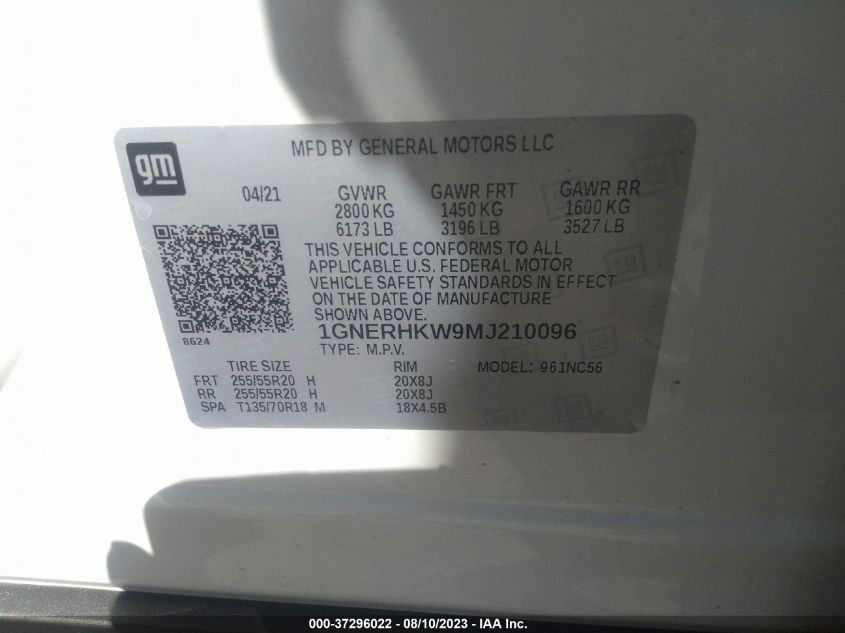 MFD BY GENERAL MOTORS LLC
gm
04/21 GVWR GAWR FRT GAWR RR
2800 KG 1450 KG 1600 KG
6173 LB 3196 LB 3527 LB
THIS VEHICLE CONFORMS TO ALL
APPLICABLE U.S. FEDERAL MOTOR
VEHICLE SAFETY STANDARDS IN EFFECT
ON THE DATE OF MANUFACTURE
SHOWN ABOVE.
8624
1GNERHKW9MJ210096
TYPE: M.P.V.
TIRE SIZE RIM MODEL: 961NC56
FRT 255/55R20 H 20X8J
RR 255/55R20 H 20X8J
SPA T135/70R18 M 18X4.5B
000-37296022 - 08/10/2023 - IAA Inc.